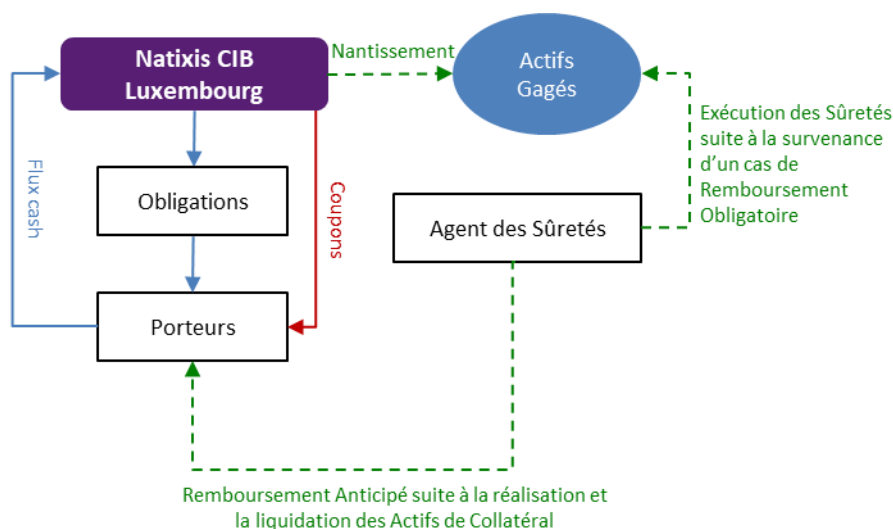 Natixis CIB
Luxembourg
Nantissement
Actifs
Gagés
Exécution des Sûretés
suite à la survenance
d'un cas de
Remboursement
Obligatoire
Flux cash
Obligations
Coupons
Agent des Sûretés
Porteurs
Remboursement Anticipé suite à la réalisation et
la liquidation des Actifs de Collatéral